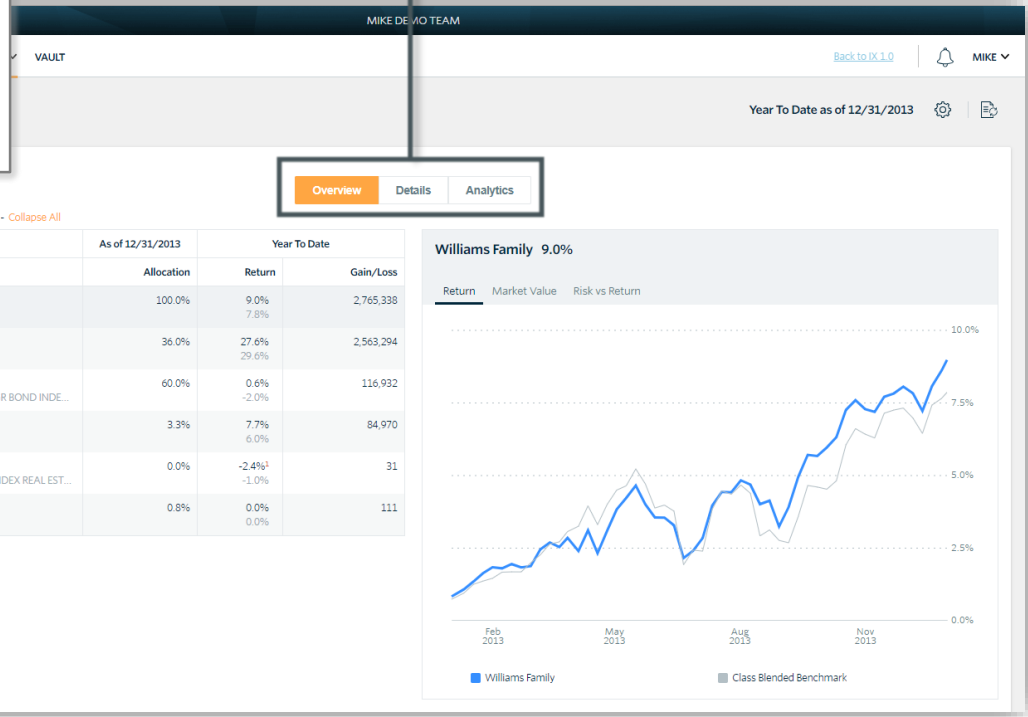 MIKE DEMO TEAM
VAULT
Back to IX 1.0
MIKE
Year To Date as of 12/31/2013
Overview Details Analytics
- Collapse All
As of 12/31/2013 Year To Date
Allocation Return Gain/Loss
100.0% 9.0% 2,765,338
7.8%
36.0% 27.6% 2,563,294
29.6%
60.0% 0.6% 116,932
R BOND INDE... -2.0%
3.3% 7.7% 84,970
6.0%
0.0% -2.4%¹ 31
NDEX REAL EST... -1.0%
0.8% 0.0% 111
0.0%
Williams Family 9.0%
Return Market Value Risk vs Return
10.0%
7.5%
5.0%
2.5%
0.0%
Feb May Aug Nov
2013 2013 2013 2013
Williams Family Class Blended Benchmark